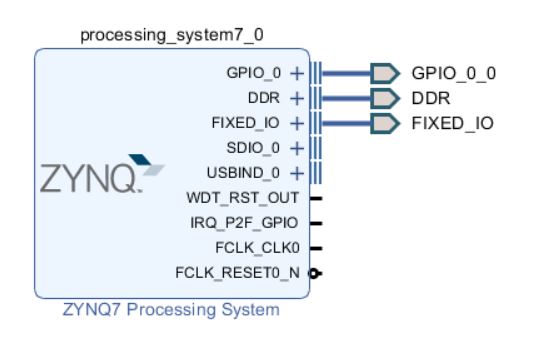 processing_system7_0
GPIO_0
GPIO_0_0
DDR
DDR
FIXED_IO
FIXED_IO
SDIO_0
USBIND_0
ZYNQ
WDT_RST_OUT
IRQ_P2F_GPIO
FCLK_CLK0
FCLK_RESET0_N
ZYNQ7 Processing System